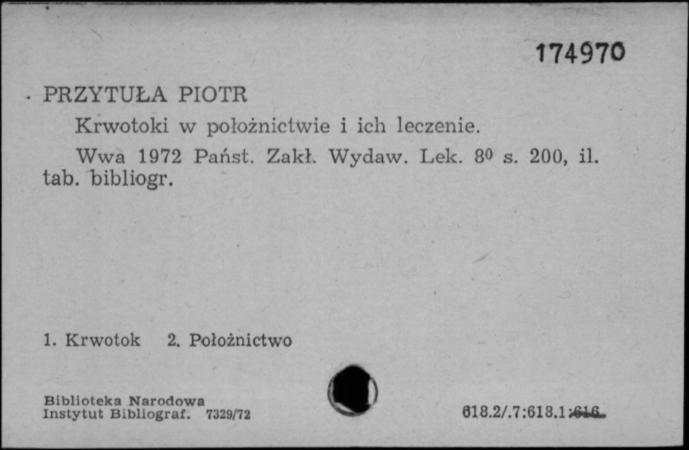 174970
PRZYTUŁA PIOTR
Krwotoki w położnictwie i ich leczenie.
Wwa 1972 Państ. Zakł. Wydaw. Lek. 8⁰ s. 200, il.
tab. bibliogr.
1. Krwotok 2. Położnictwo
Biblioteka Narodowa
Instytut Bibliograf. 7329/72
618.2/.7:618.1:616